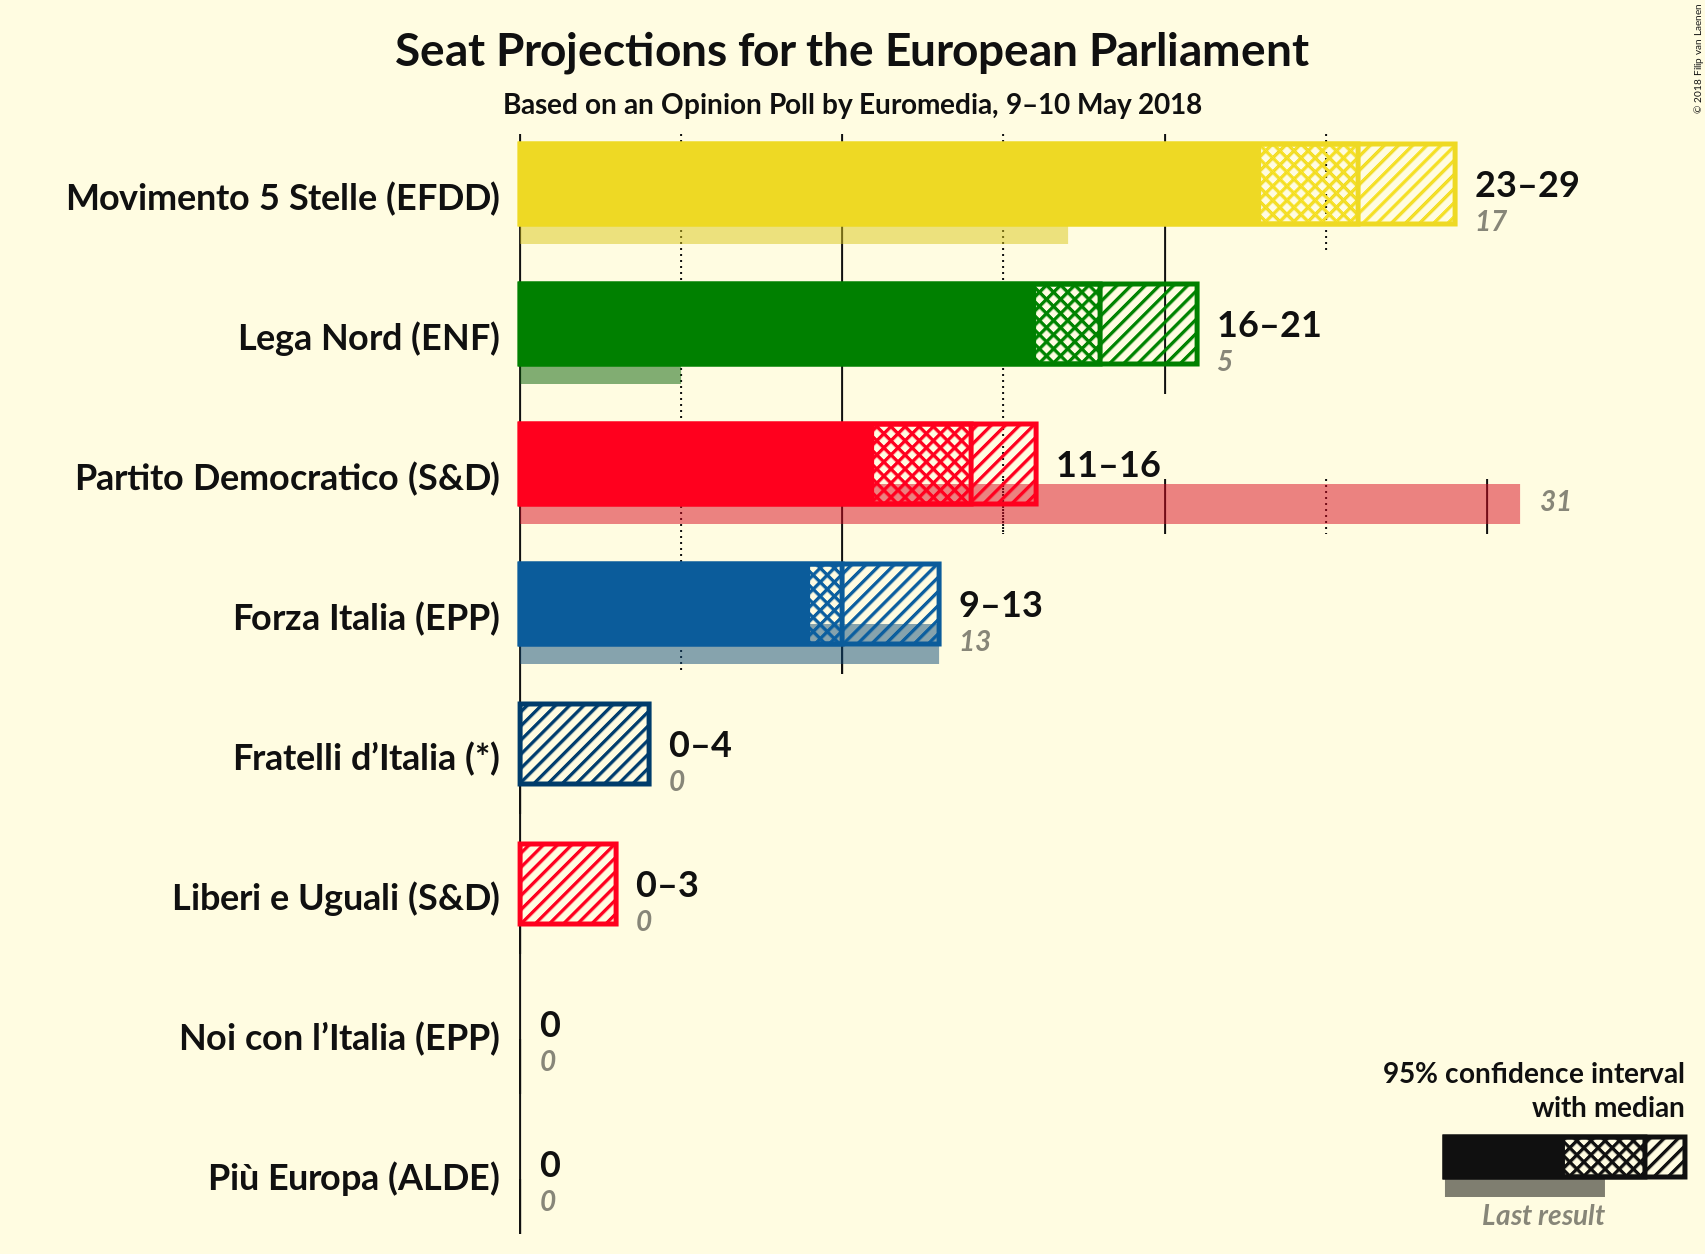 Seat Projections for the European Parliament
Based on an Opinion Poll by Euromedia, 9–10 May 2018
© 2018 Filip van Laenen
Movimento 5 Stelle (EFDD)
23–29
17
Lega Nord (ENF)
16–21
5
Partito Democratico (S&D)
11–16
31
Forza Italia (EPP)
9–13
13
Fratelli d’Italia (*)
0–4
0
Liberi e Uguali (S&D)
0–3
0
Noi con l’Italia (EPP)
0
0
Più Europa (ALDE)
0
0
95% confidence interval
with median
Last result